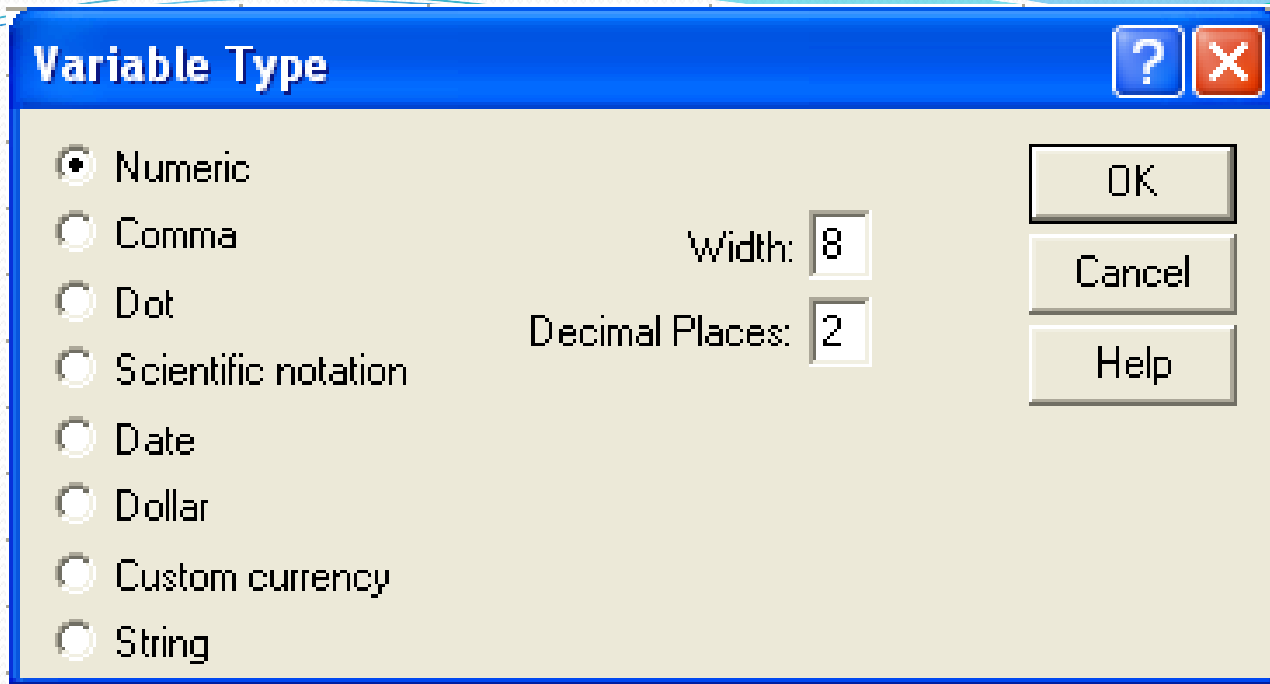 Variable Type
Numeric
Comma
Dot
Scientific notation
Date
Dollar
Custom currency
String
Width: 8
Decimal Places: 2
OK
Cancel
Help